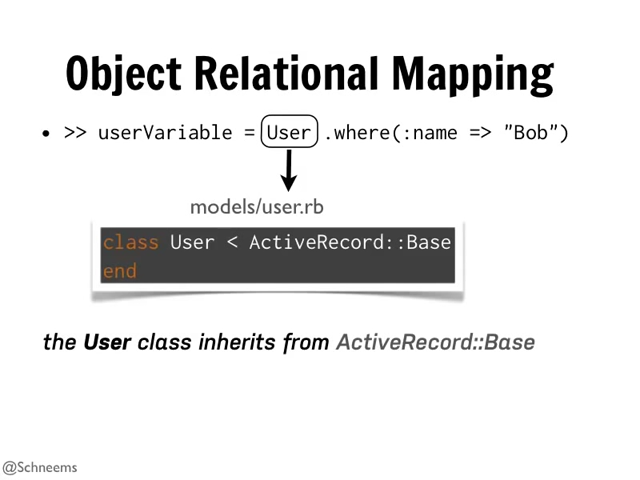 Object Relational Mapping
• >> userVariable = User .where(:name => "Bob")
models/user.rb
class User < ActiveRecord::Base
end
the User class inherits from ActiveRecord::Base
@Schneems